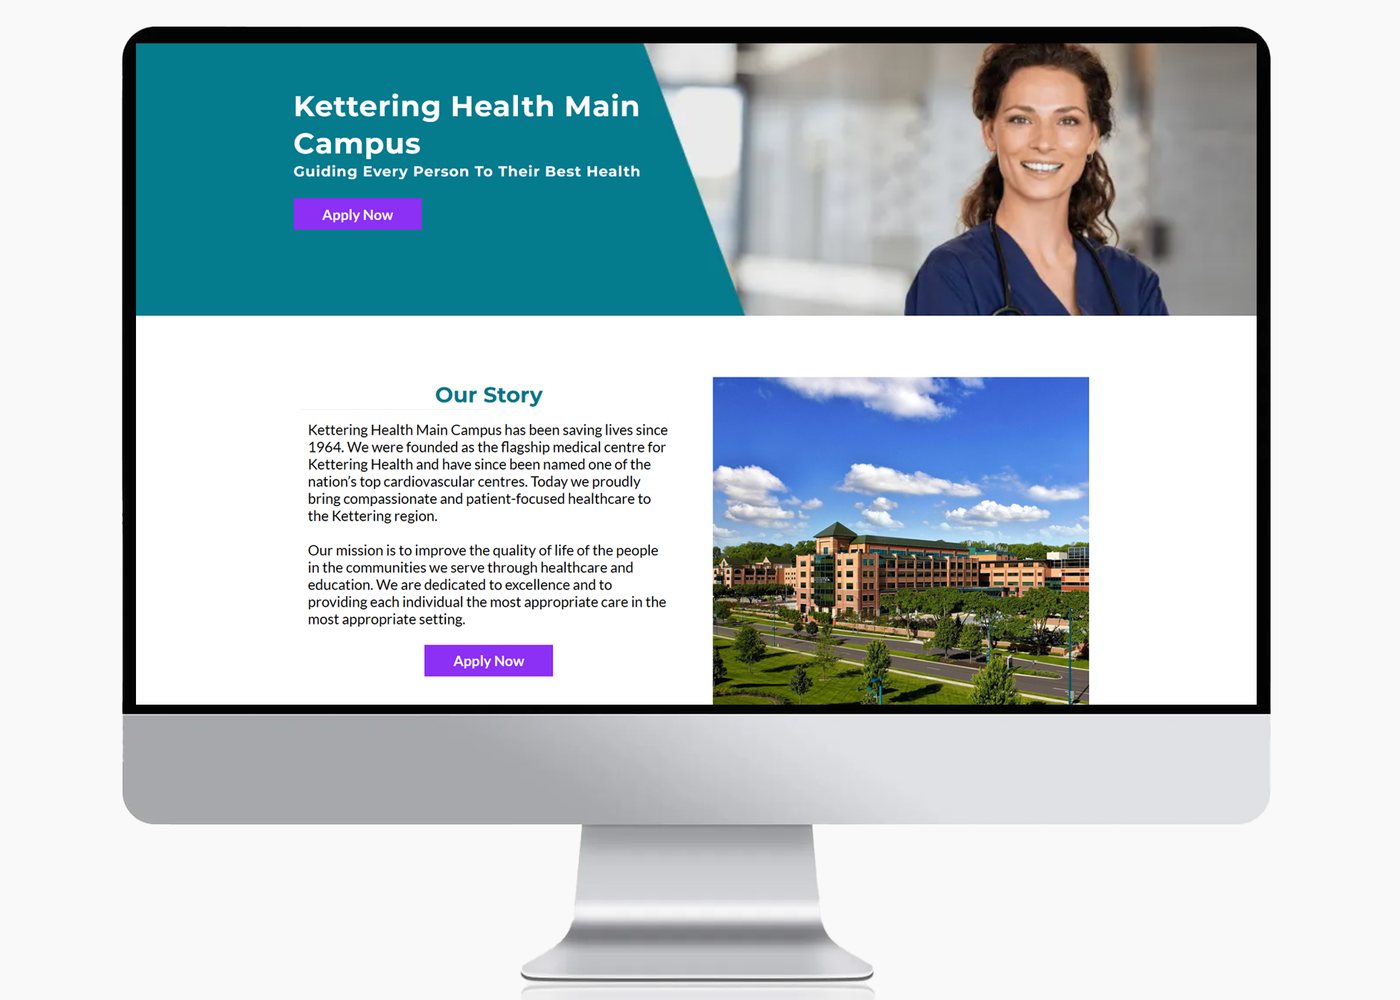 Kettering Health Main
Campus
Guiding Every Person To Their Best Health
Apply Now
Our Story
Kettering Health Main Campus has been saving lives since
1964. We were founded as the flagship medical centre for
Kettering Health and have since been named one of the
nation's top cardiovascular centres. Today we proudly
bring compassionate and patient-focused healthcare to
the Kettering region.
Our mission is to improve the quality of life of the people
in the communities we serve through healthcare and
education. We are dedicated to excellence and to
providing each individual the most appropriate care in the
most appropriate setting.
Apply Now